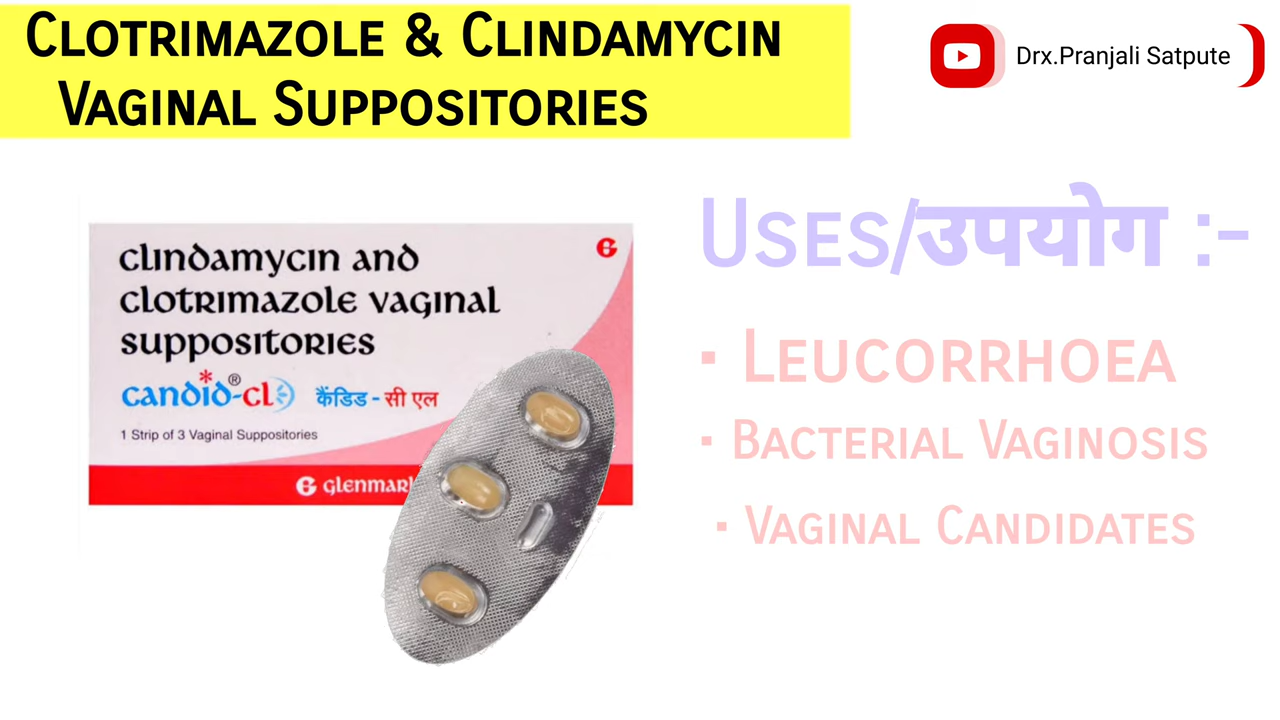 Clotrimazole & Clindamycin
Vaginal Suppositories
Drx.Pranjali Satpute
clindamycin and
clotrimazole vaginal
suppositories
candid®-cl
कैंडिड - सी एल
1 Strip of 3 Vaginal Suppositories
glenmark
Uses/उपयोग :-
▪ Leucorrhoea
▪ Bacterial Vaginosis
▪ Vaginal Candidates